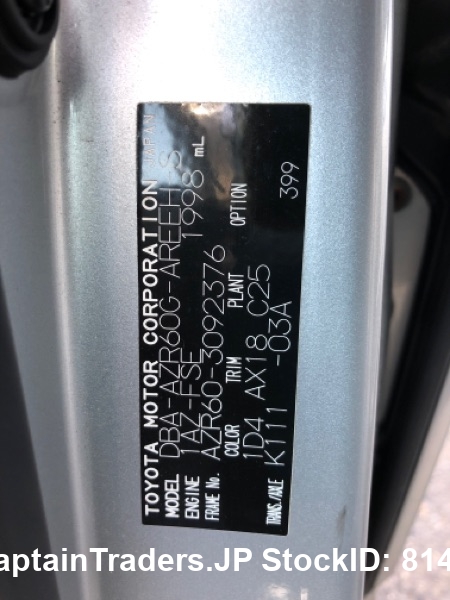 TOYOTA MOTOR CORPORATION JAPAN
MODEL DBA-AZR60G-AREEH-S
ENGINE 1AZ-FSE 1998 mL
FRAME No. AZR60-3092376
COLOR TRIM PLANT OPTION
1D4 AX18 C25 399
TRANS./AXLE K111 -03A
aptainTraders.JP StockID: 814